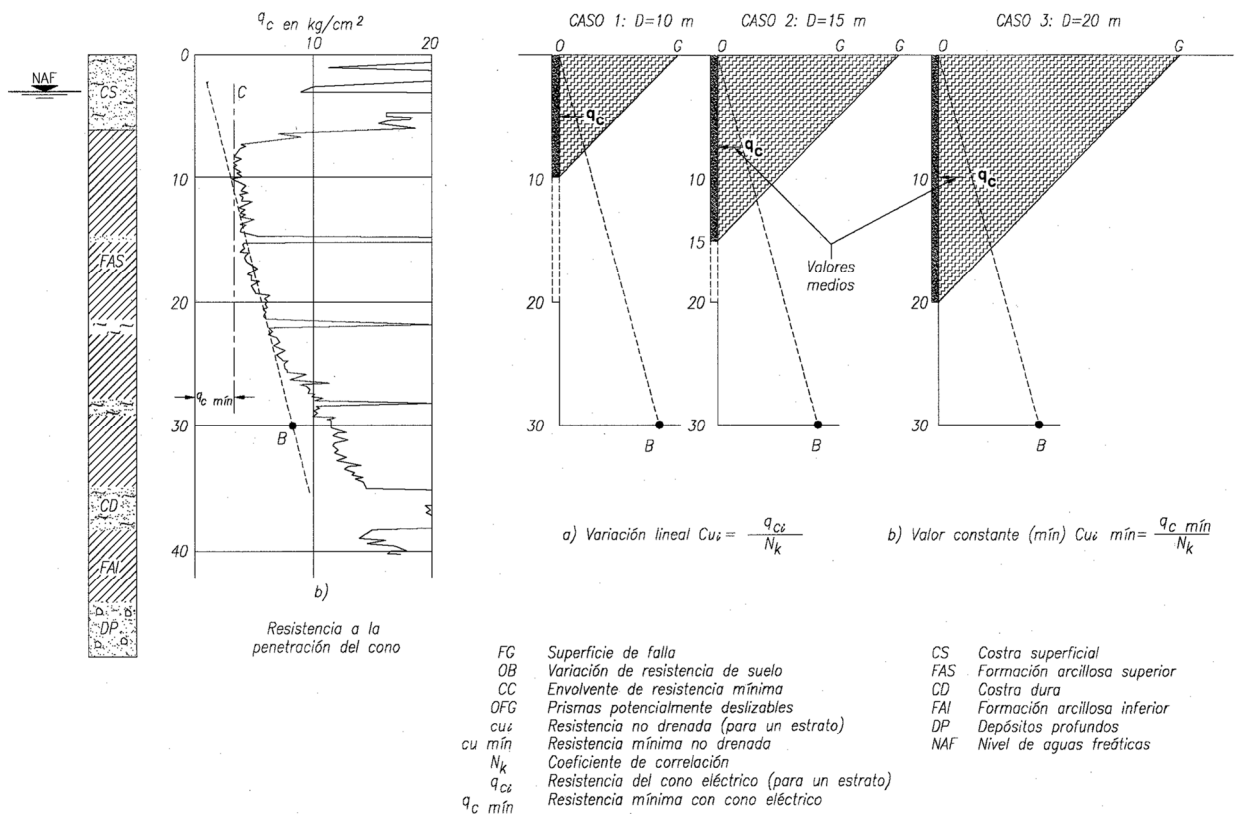 q_c en kg/cm²
0 10 20
NAF
CS
FAS
CD
FAI
DP
0
10
20
30
40
C
q_c mín
B
b)
Resistencia a la
penetración del cono
CASO 1: D=10 m
O G
q_c
10
20
30
B
CASO 2: D=15 m
O G
q_c
10
15
20
30
B
CASO 3: D=20 m
O G
q_c
10
20
30
B
Valores
medios
a) Variación lineal Cui = qci / N_k
b) Valor constante (mín) Cui mín = q_c mín / N_k
FG Superficie de falla
OB Variación de resistencia de suelo
CC Envolvente de resistencia mínima
OFG Prismas potencialmente deslizables
cui Resistencia no drenada (para un estrato)
cu mín Resistencia mínima no drenada
N_k Coeficiente de correlación
qci Resistencia del cono eléctrico (para un estrato)
q_c mín Resistencia mínima con cono eléctrico
CS Costra superficial
FAS Formación arcillosa superior
CD Costra dura
FAI Formación arcillosa inferior
DP Depósitos profundos
NAF Nivel de aguas freáticas